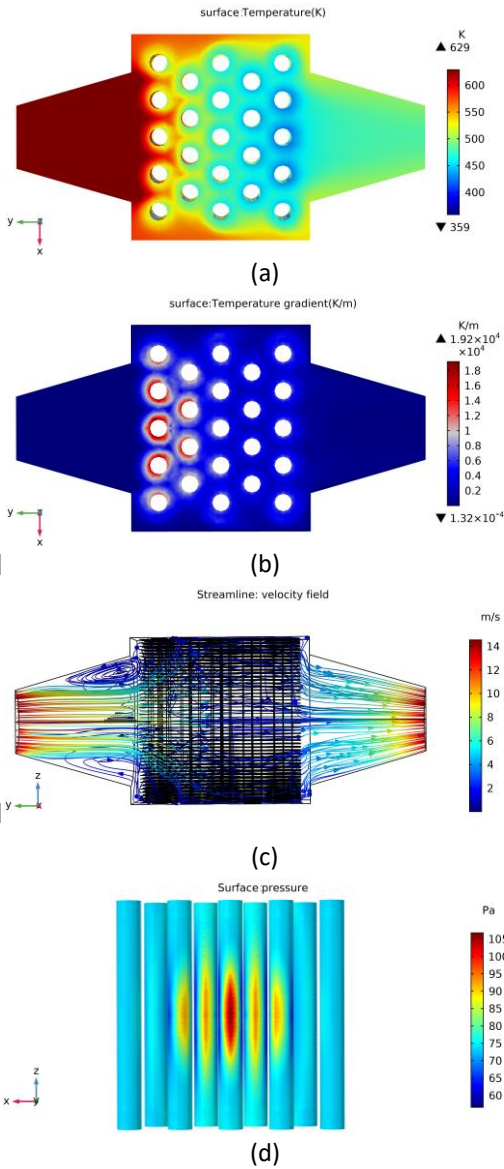 surface:Temperature(K)
K
▲ 629
600
550
500
450
400
▼ 359
y
z
x
(a)
surface:Temperature gradient(K/m)
K/m
▲ 1.92×10⁴
×10⁴
1.8
1.6
1.4
1.2
1
0.8
0.6
0.4
0.2
▼ 1.32×10⁻⁴
y
z
x
(b)
Streamline: velocity field
m/s
14
12
10
8
6
4
2
z
y
x
(c)
Surface:pressure
Pa
105
100
95
90
85
80
75
70
65
60
z
x
y
(d)